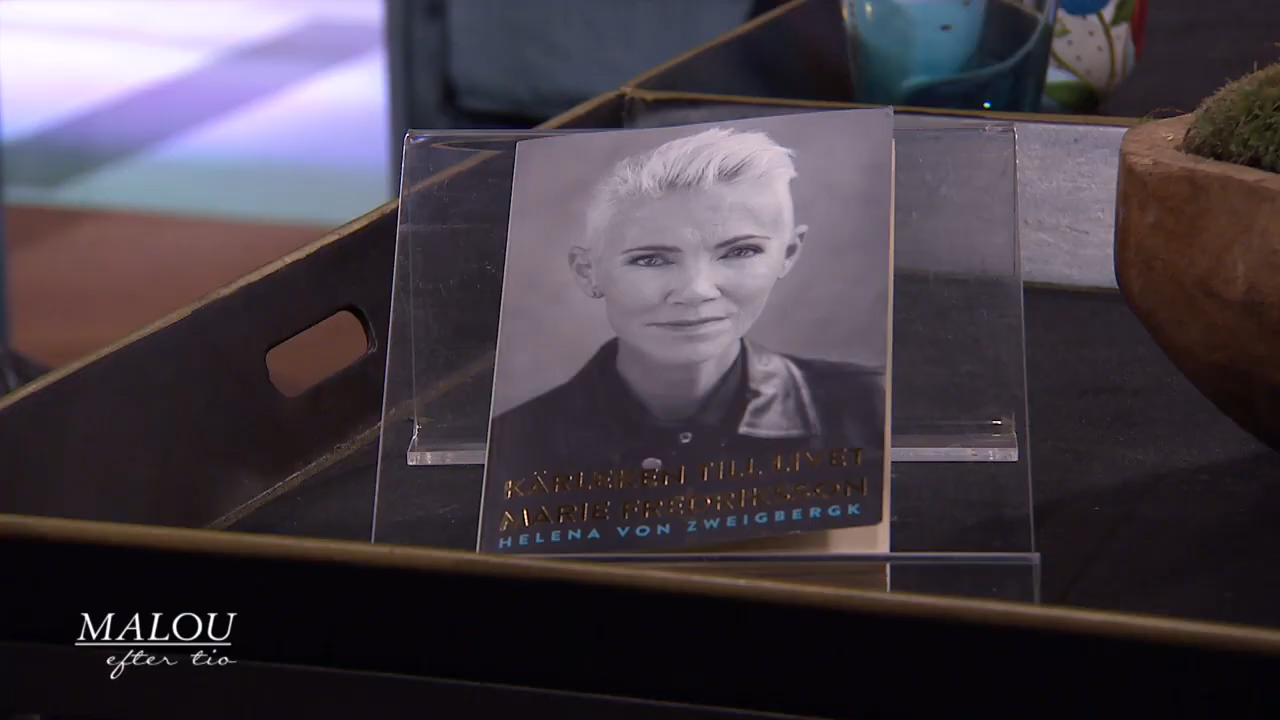 KÄRLEKEN TILL LIVET
MARIE FREDRIKSSON
HELENA VON ZWEIGBERGK
MALOU
efter tio